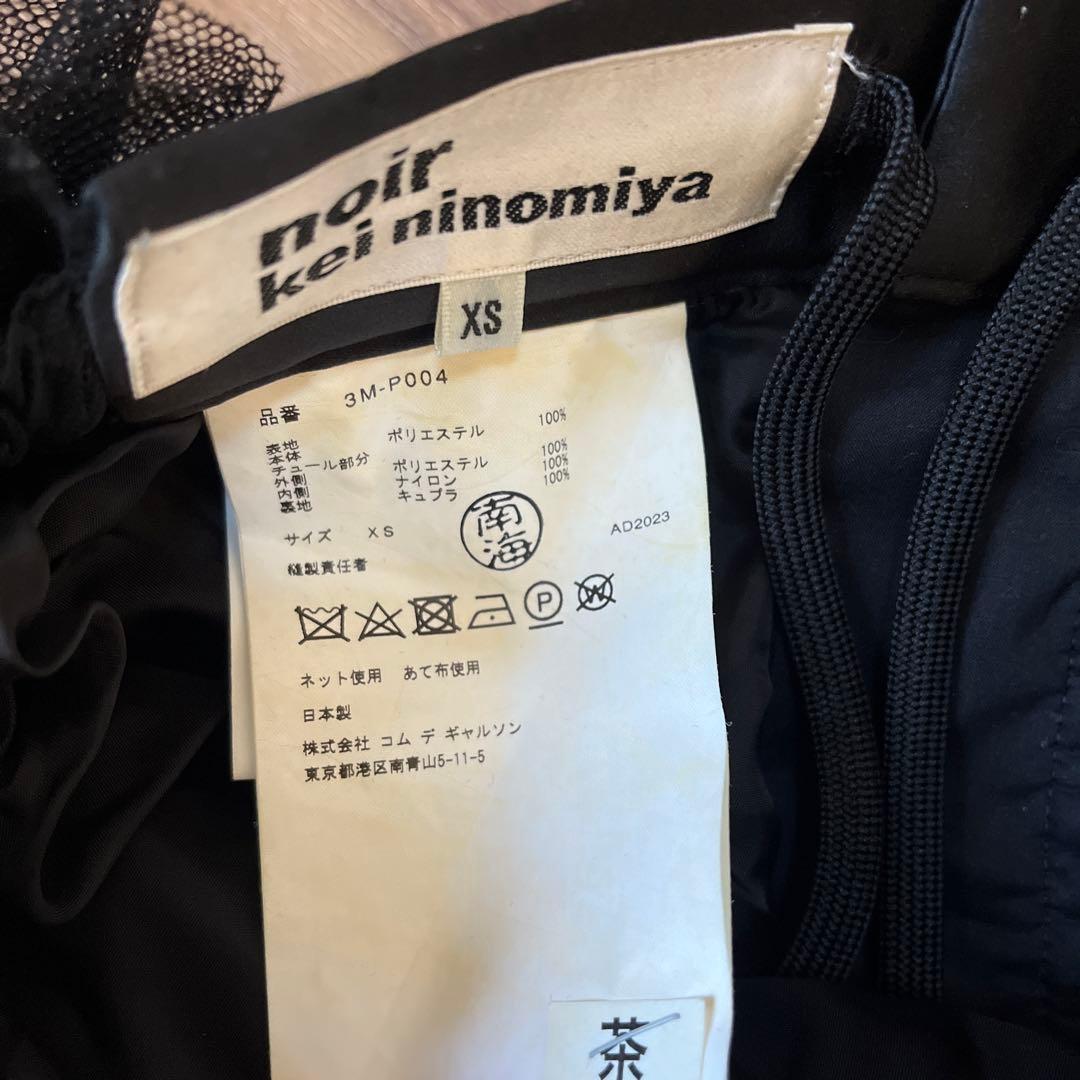 noir
kei ninomiya
XS
品番 3M-P004
表地
本体 ポリエステル 100%
チュール部分
外側 ポリエステル 100%
内側 ナイロン 100%
裏地 キュプラ 100%
サイズ XS
縫製責任者 南海 AD2023
P W
ネット使用 あて布使用
日本製
株式会社 コム デ ギャルソン
東京都港区南青山5-11-5
茶